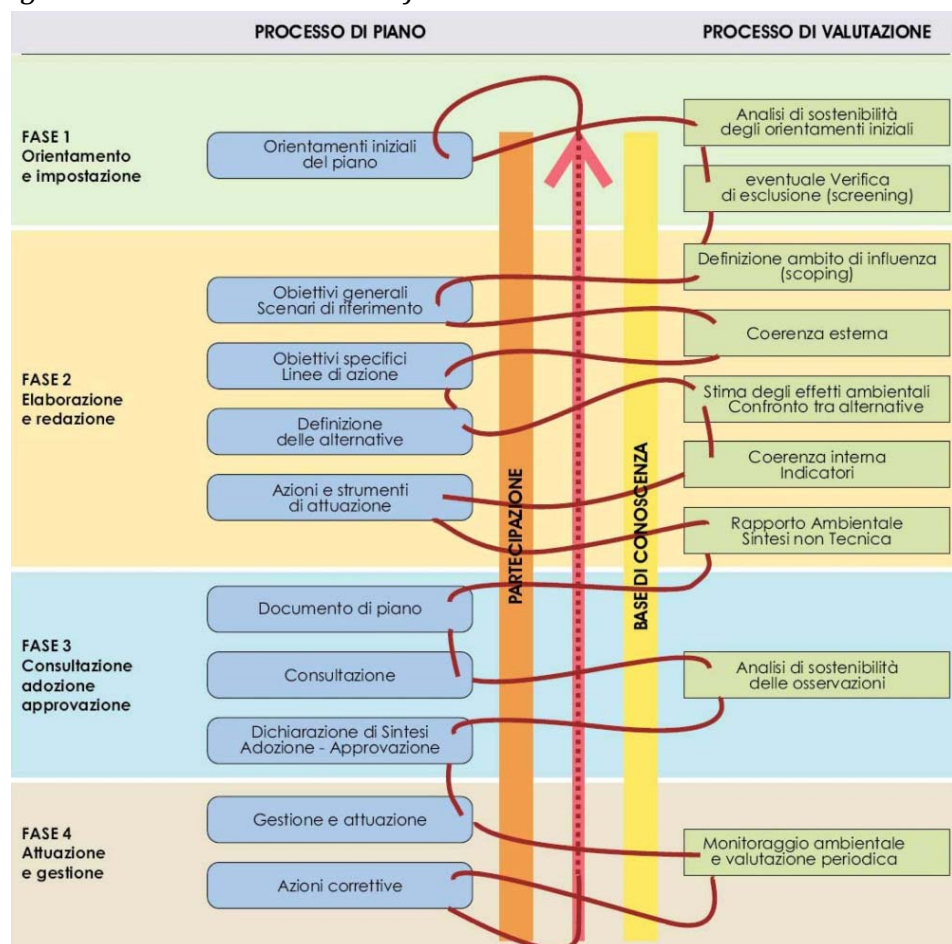 PROCESSO DI PIANO
PROCESSO DI VALUTAZIONE
FASE 1
Orientamento
e impostazione
Orientamenti iniziali
del piano
Analisi di sostenibilità
degli orientamenti iniziali
eventuale Verifica
di esclusione (screening)
FASE 2
Elaborazione
e redazione
Definizione ambito di influenza
(scoping)
Obiettivi generali
Scenari di riferimento
Coerenza esterna
Obiettivi specifici
Linee di azione
Stima degli effetti ambientali
Confronto tra alternative
Definizione
delle alternative
Coerenza interna
Indicatori
Azioni e strumenti
di attuazione
Rapporto Ambientale
Sintesi non Tecnica
PARTECIPAZIONE
BASE DI CONOSCENZA
FASE 3
Consultazione
adozione
approvazione
Documento di piano
Consultazione
Analisi di sostenibilità
delle osservazioni
Dichiarazione di Sintesi
Adozione - Approvazione
FASE 4
Attuazione
e gestione
Gestione e attuazione
Monitoraggio ambientale
e valutazione periodica
Azioni correttive